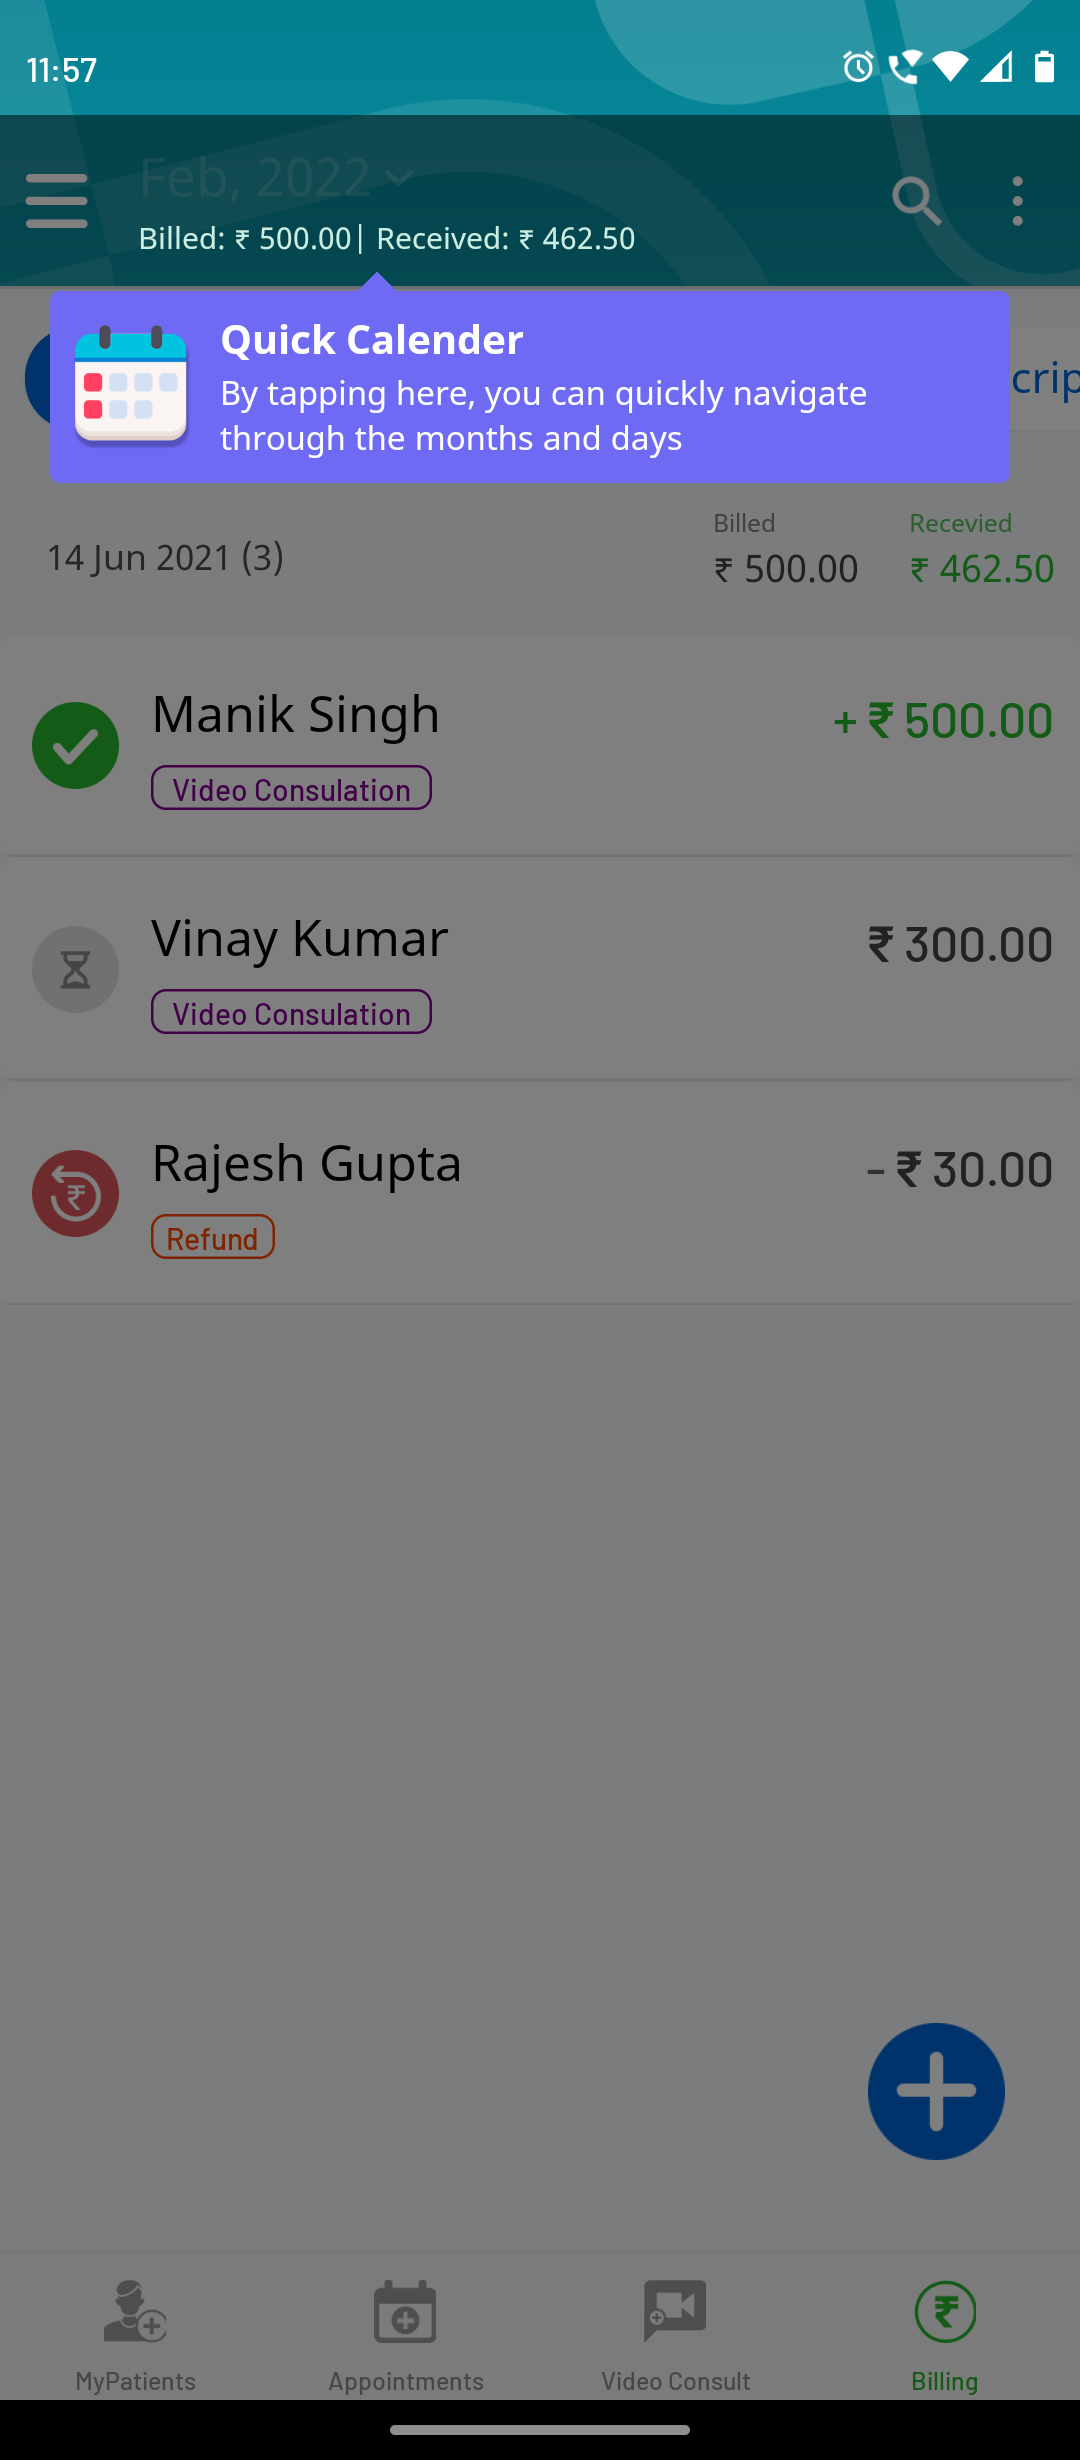 11:57
Feb, 2022
Billed: ₹ 500.00| Received: ₹ 462.50
Quick Calender
By tapping here, you can quickly navigate
through the months and days
crip
14 Jun 2021 (3)
Billed
₹ 500.00
Recevied
₹ 462.50
Manik Singh
+ ₹ 500.00
Video Consulation
Vinay Kumar
₹ 300.00
Video Consulation
Rajesh Gupta
- ₹ 30.00
Refund
MyPatients
Appointments
Video Consult
Billing